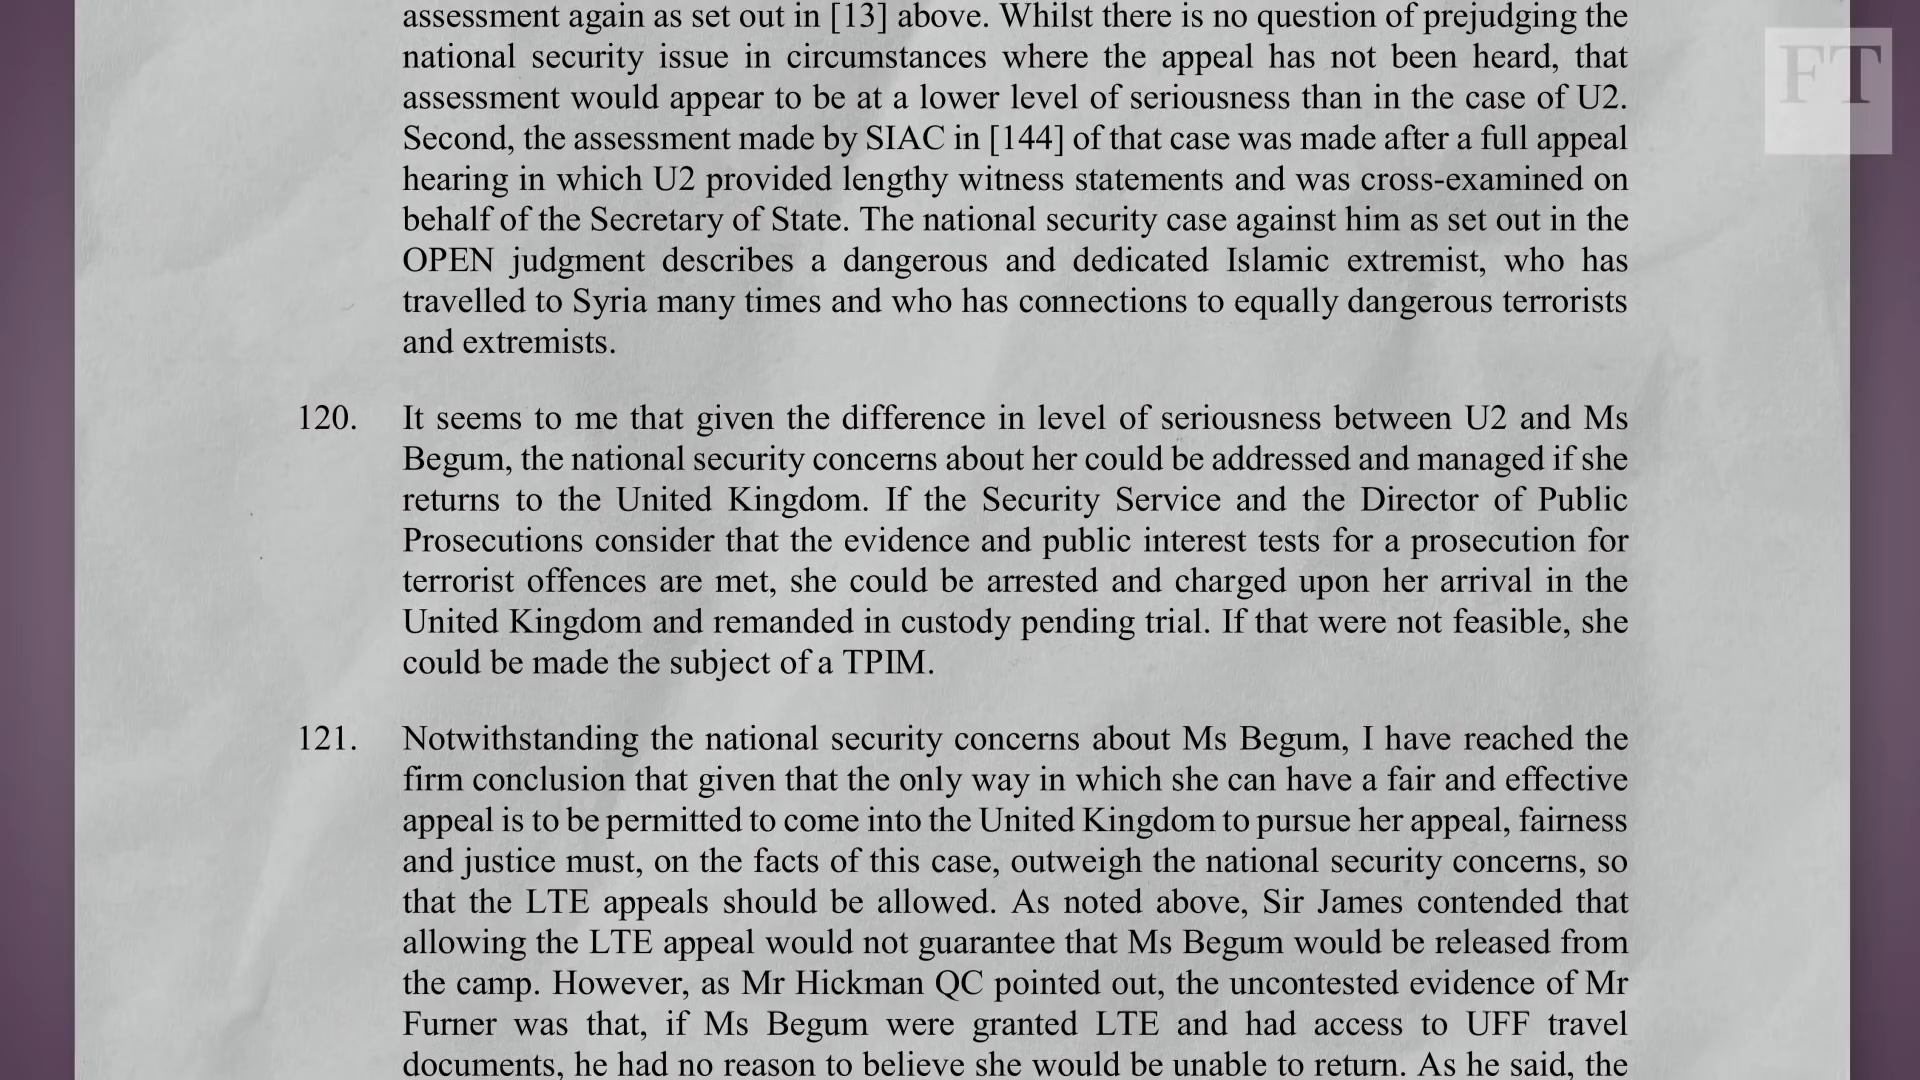 assessment again as set out in [13] above. Whilst there is no question of prejudging the
national security issue in circumstances where the appeal has not been heard, that
assessment would appear to be at a lower level of seriousness than in the case of U2.
Second, the assessment made by SIAC in [144] of that case was made after a full appeal
hearing in which U2 provided lengthy witness statements and was cross-examined on
behalf of the Secretary of State. The national security case against him as set out in the
OPEN judgment describes a dangerous and dedicated Islamic extremist, who has
travelled to Syria many times and who has connections to equally dangerous terrorists
and extremists.
120. It seems to me that given the difference in level of seriousness between U2 and Ms
Begum, the national security concerns about her could be addressed and managed if she
returns to the United Kingdom. If the Security Service and the Director of Public
Prosecutions consider that the evidence and public interest tests for a prosecution for
terrorist offences are met, she could be arrested and charged upon her arrival in the
United Kingdom and remanded in custody pending trial. If that were not feasible, she
could be made the subject of a TPIM.
121. Notwithstanding the national security concerns about Ms Begum, I have reached the
firm conclusion that given that the only way in which she can have a fair and effective
appeal is to be permitted to come into the United Kingdom to pursue her appeal, fairness
and justice must, on the facts of this case, outweigh the national security concerns, so
that the LTE appeals should be allowed. As noted above, Sir James contended that
allowing the LTE appeal would not guarantee that Ms Begum would be released from
the camp. However, as Mr Hickman QC pointed out, the uncontested evidence of Mr
Furner was that, if Ms Begum were granted LTE and had access to UFF travel
documents, he had no reason to believe she would be unable to return. As he said, the
FT